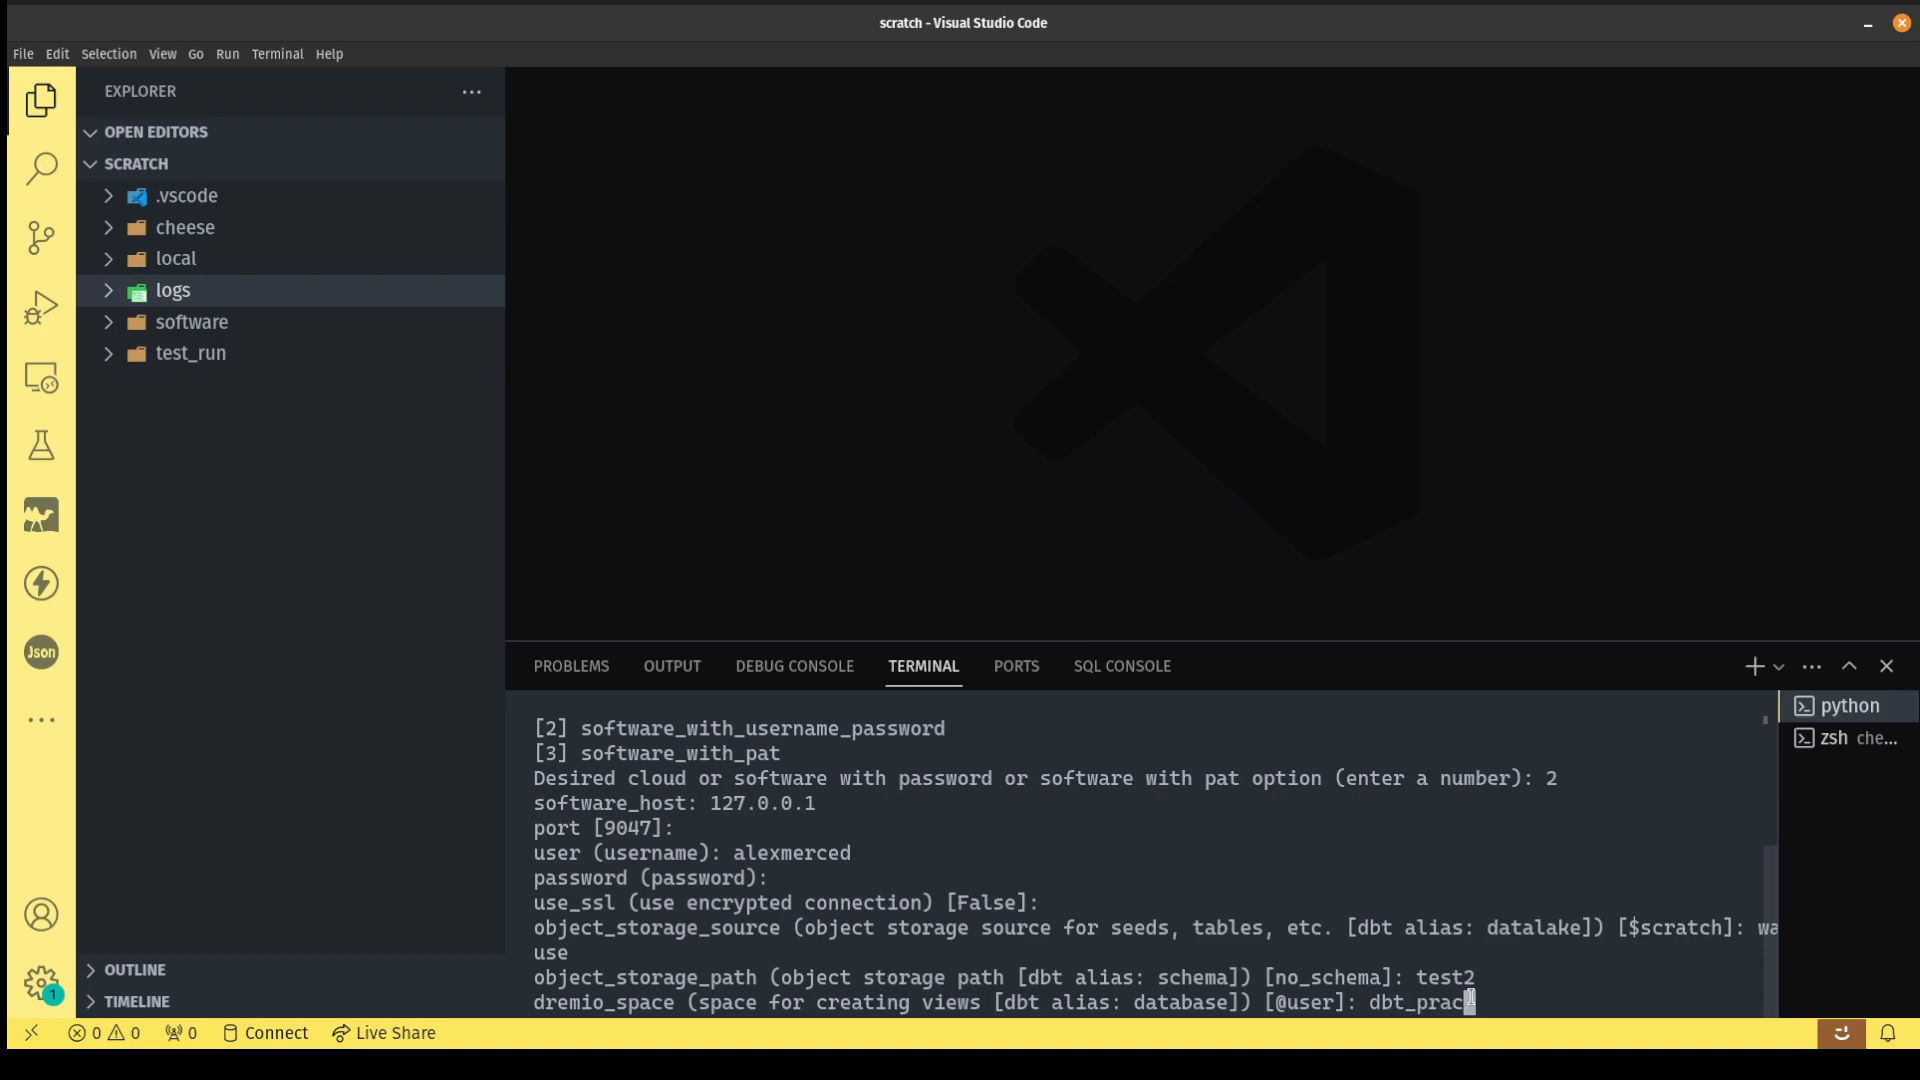 scratch - Visual Studio Code
File Edit Selection View Go Run Terminal Help
EXPLORER
OPEN EDITORS
SCRATCH
.vscode
cheese
local
logs
software
test_run
Json
OUTLINE
TIMELINE
PROBLEMS OUTPUT DEBUG CONSOLE TERMINAL PORTS SQL CONSOLE
[2] software_with_username_password
[3] software_with_pat
Desired cloud or software with password or software with pat option (enter a number): 2
software_host: 127.0.0.1
port [9047]:
user (username): alexmerced
password (password):
use_ssl (use encrypted connection) [False]:
object_storage_source (object storage source for seeds, tables, etc. [dbt alias: datalake]) [$scratch]: wa
use
object_storage_path (object storage path [dbt alias: schema]) [no_schema]: test2
dremio_space (space for creating views [dbt alias: database]) [@user]: dbt_prac
python
zsh che...
1
0 0 0 Connect Live Share